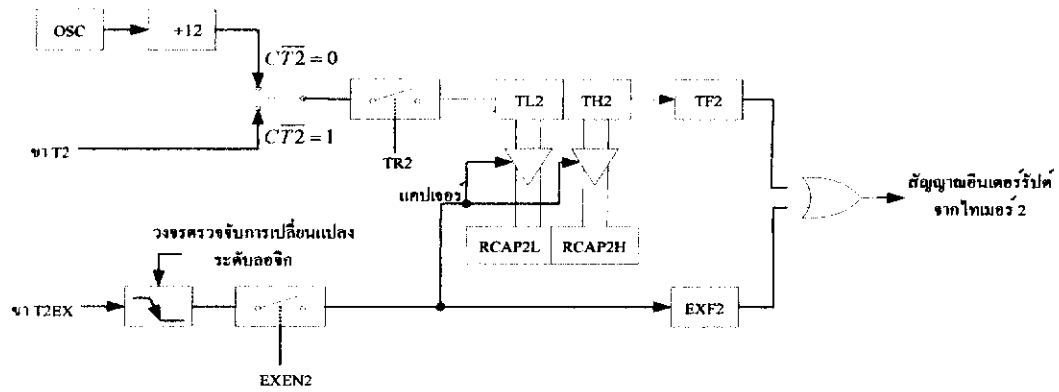 OSC
+12
CT2 = 0
CT2 = 1
ขา T2
TR2
TL2
TH2
TF2
แคปเจอร์
RCAP2L
RCAP2H
สัญญาณอินเตอร์รัปต์
จากไทเมอร์ 2
วงจรตรวจจับการเปลี่ยนแปลง
ระดับลอจิก
ขา T2EX
EXEN2
EXF2